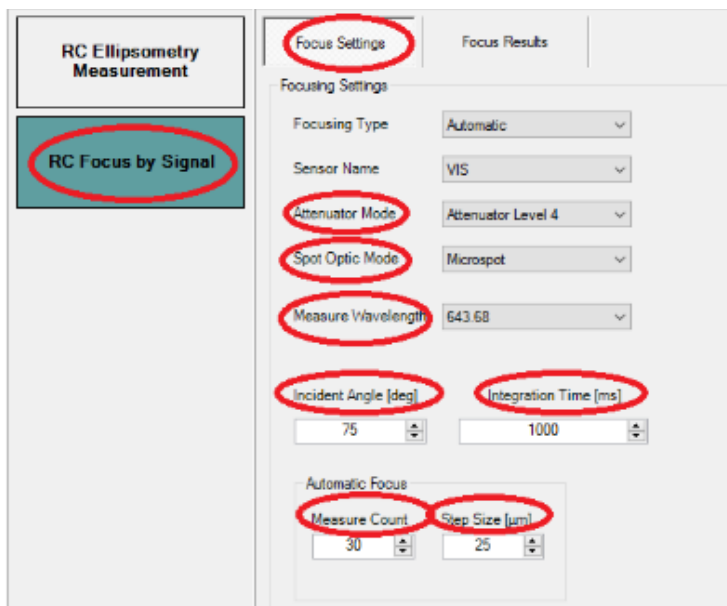 RC Ellipsometry
Measurement
RC Focus by Signal
Focus Settings
Focus Results
Focusing Settings
Focusing Type
Automatic
Sensor Name
VIS
Attenuator Mode
Attenuator Level 4
Spot Optic Mode
Microspot
Measure Wavelength
643.68
Incident Angle [deg]
Integration Time [ms]
75
1000
Automatic Focus
Measure Count
Step Size [µm]
30
25